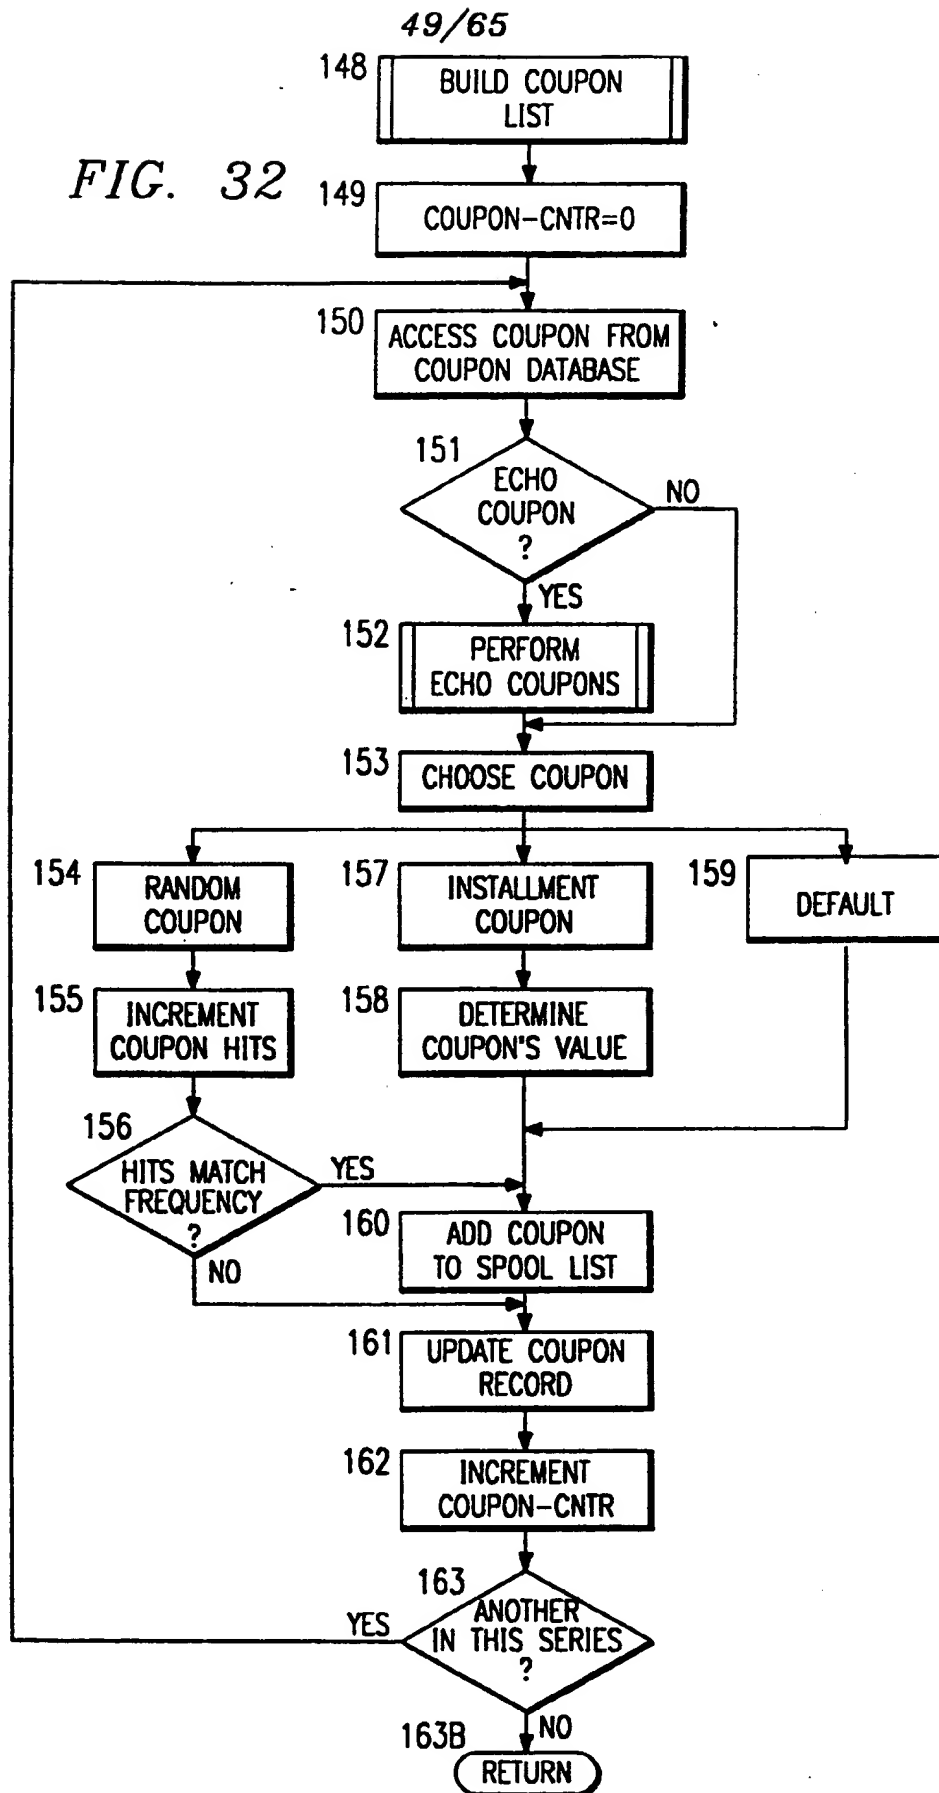 49/65
148
BUILD COUPON
LIST
FIG. 32
149
COUPON-CNTR=0
150
ACCESS COUPON FROM
COUPON DATABASE
151
ECHO
COUPON
?
NO
YES
152
PERFORM
ECHO COUPONS
153
CHOOSE COUPON
154
RANDOM
COUPON
157
INSTALLMENT
COUPON
159
DEFAULT
155
INCREMENT
COUPON HITS
158
DETERMINE
COUPON'S VALUE
156
HITS MATCH
FREQUENCY
?
YES
NO
160
ADD COUPON
TO SPOOL LIST
161
UPDATE COUPON
RECORD
162
INCREMENT
COUPON-CNTR
163
ANOTHER
IN THIS SERIES
?
YES
NO
163B
RETURN